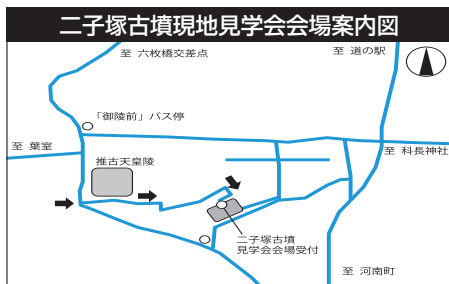 二子塚古墳現地見学会会場案内図
至 六枚橋交差点
至 道の駅
「御陵前」バス停
至 葉室
至 科長神社
推古天皇陵
二子塚古墳
見学会会場受付
至 河南町